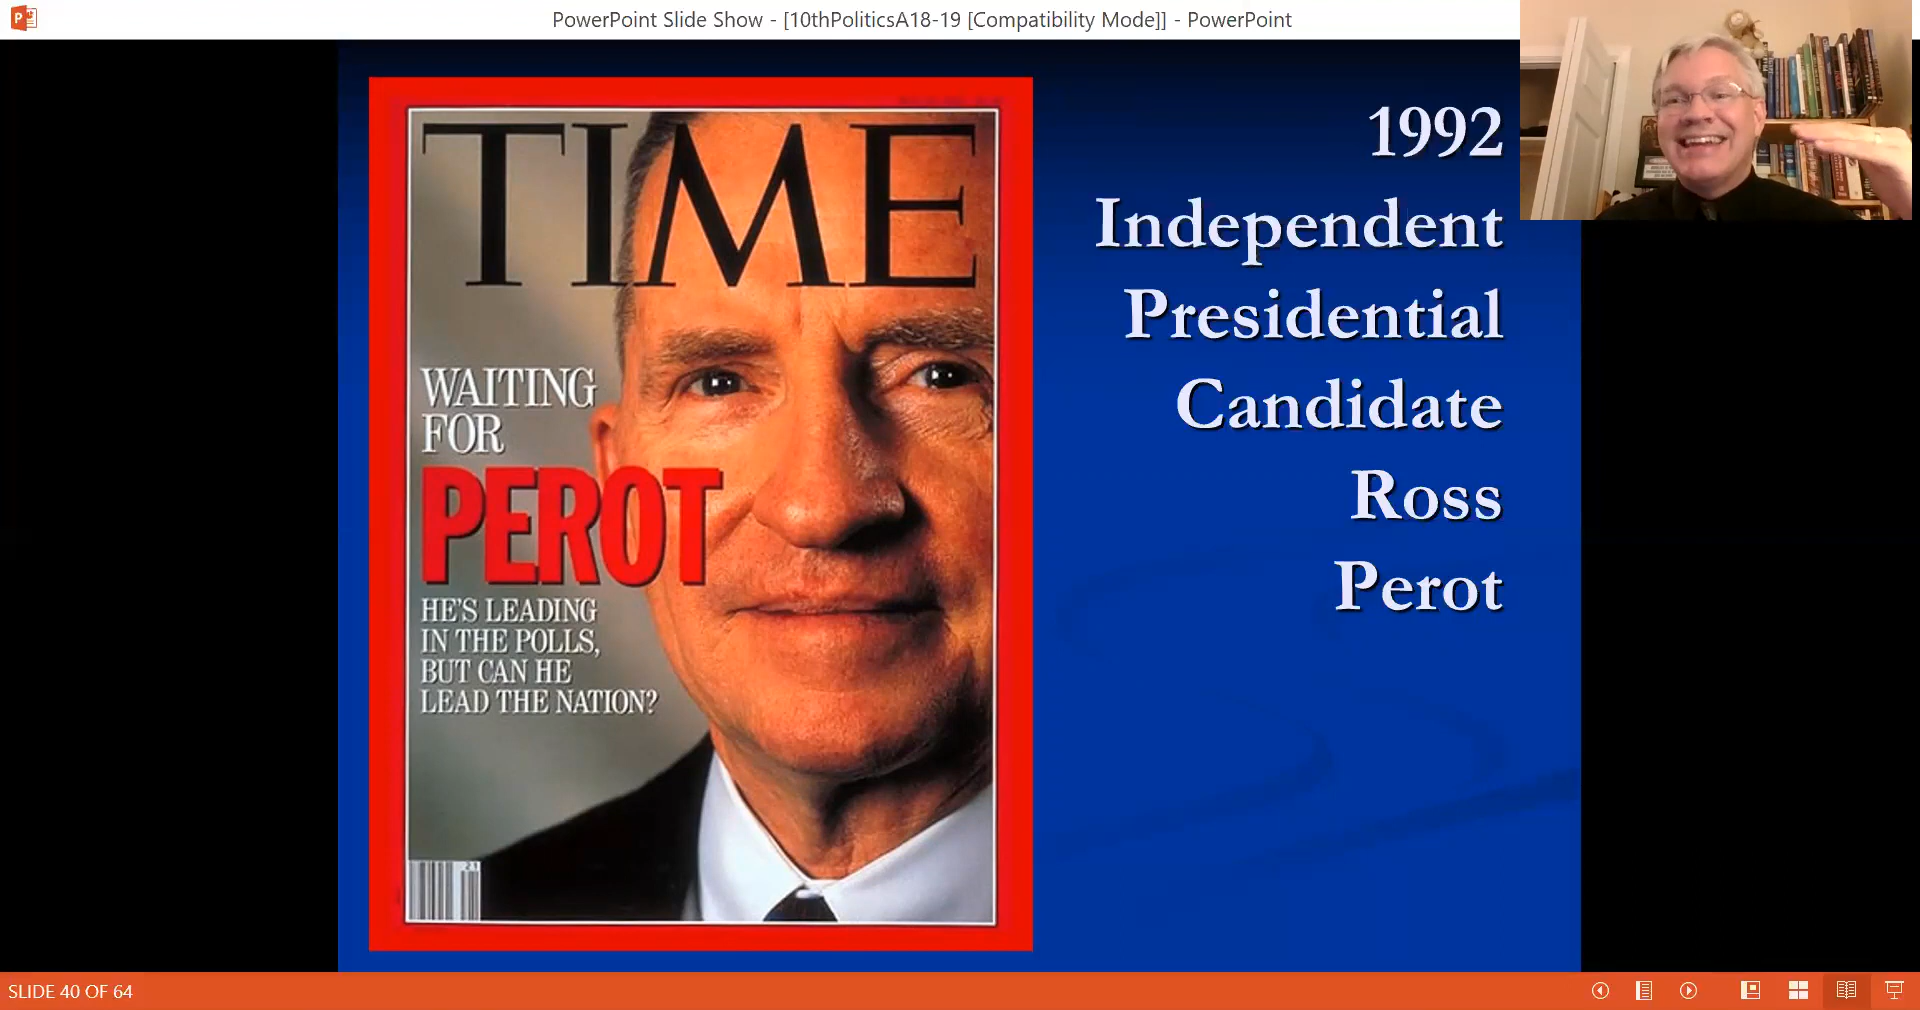 PowerPoint Slide Show - [10thPoliticsA18-19 [Compatibility Mode]] - PowerPoint
TIME
WAITING
FOR
PEROT
HE'S LEADING
IN THE POLLS,
BUT CAN HE
LEAD THE NATION?
1992
Independent
Presidential
Candidate
Ross
Perot
SLIDE 40 OF 64